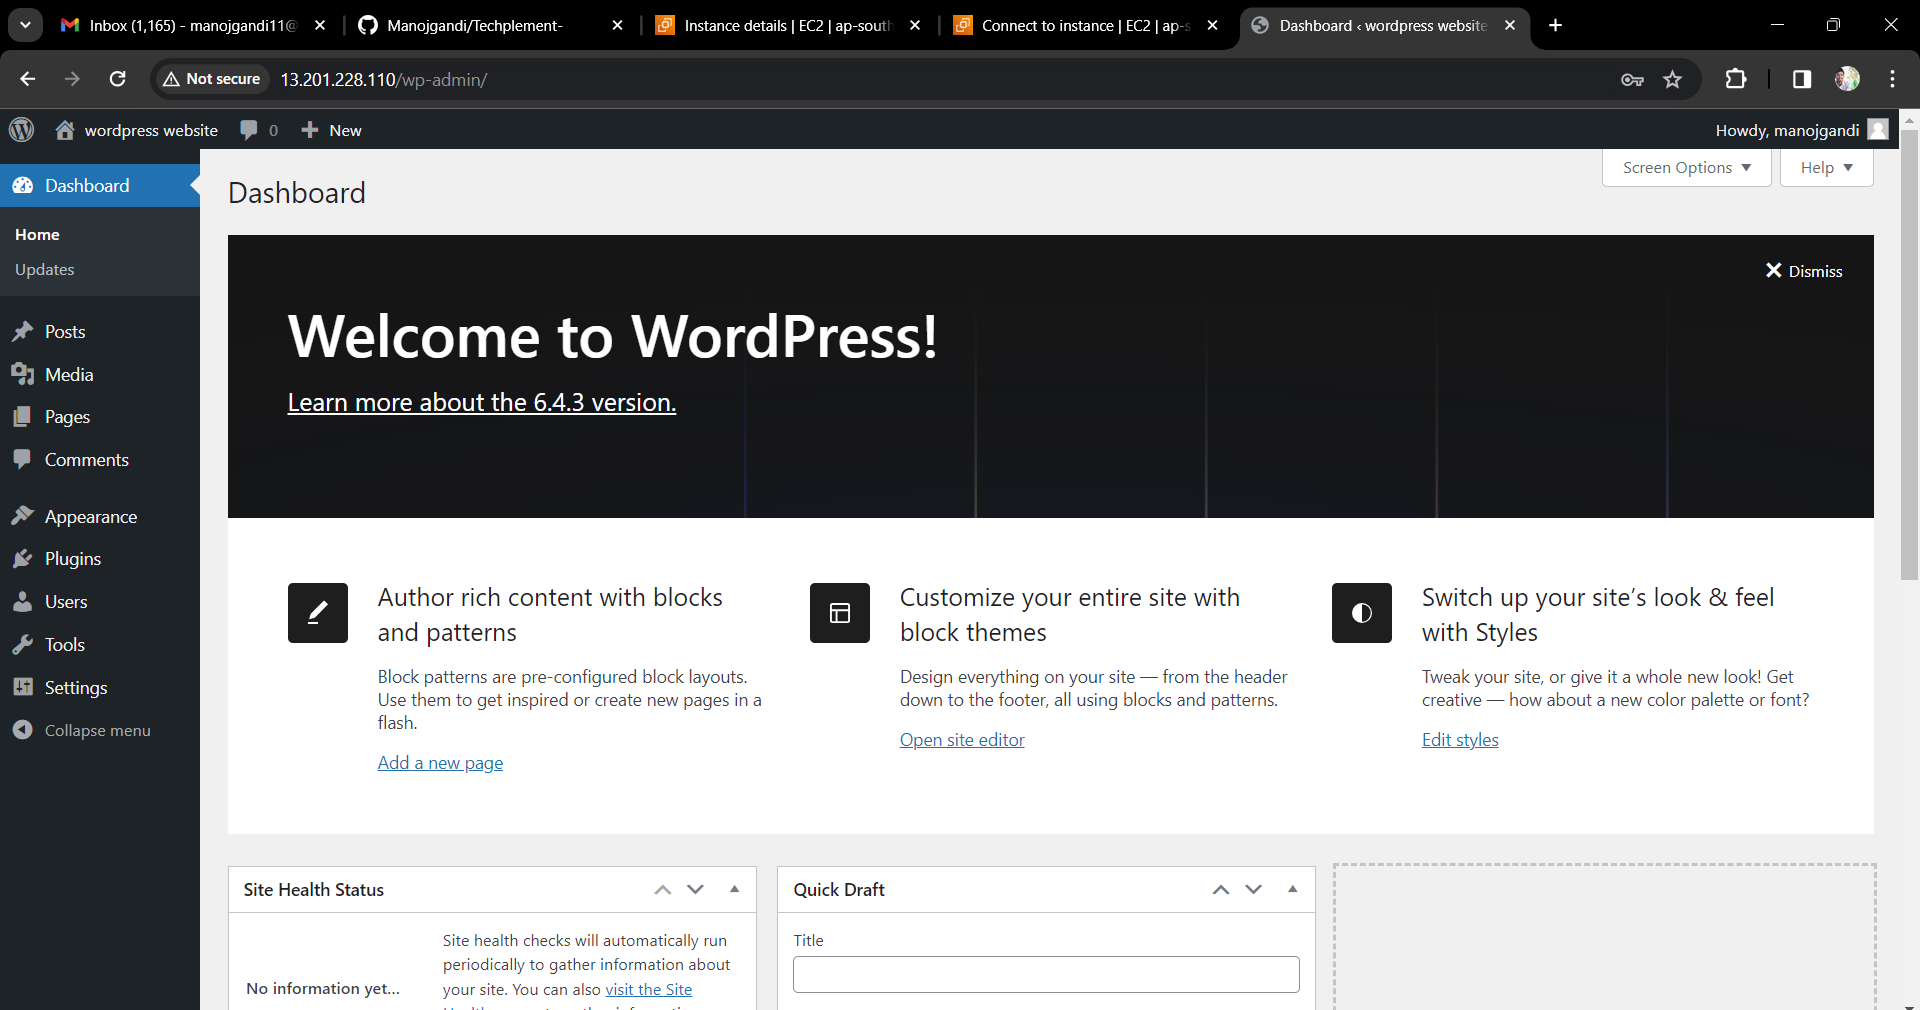 Inbox (1,165) - manojgandi11@
Manojgandi/Techplement-
Instance details | EC2 | ap-south
Connect to instance | EC2 | ap-s
Dashboard ‹ wordpress website
Not secure
13.201.228.110/wp-admin/
wordpress website
0
New
Howdy, manojgandi
Screen Options
Help
Dashboard
Home
Updates
Posts
Media
Pages
Comments
Appearance
Plugins
Users
Tools
Settings
Collapse menu
Dashboard
Dismiss
Welcome to WordPress!
Learn more about the 6.4.3 version.
Author rich content with blocks
and patterns
Block patterns are pre-configured block layouts.
Use them to get inspired or create new pages in a
flash.
Add a new page
Customize your entire site with
block themes
Design everything on your site — from the header
down to the footer, all using blocks and patterns.
Open site editor
Switch up your site’s look & feel
with Styles
Tweak your site, or give it a whole new look! Get
creative — how about a new color palette or font?
Edit styles
Site Health Status
No information yet...
Site health checks will automatically run
periodically to gather information about
your site. You can also visit the Site
Quick Draft
Title